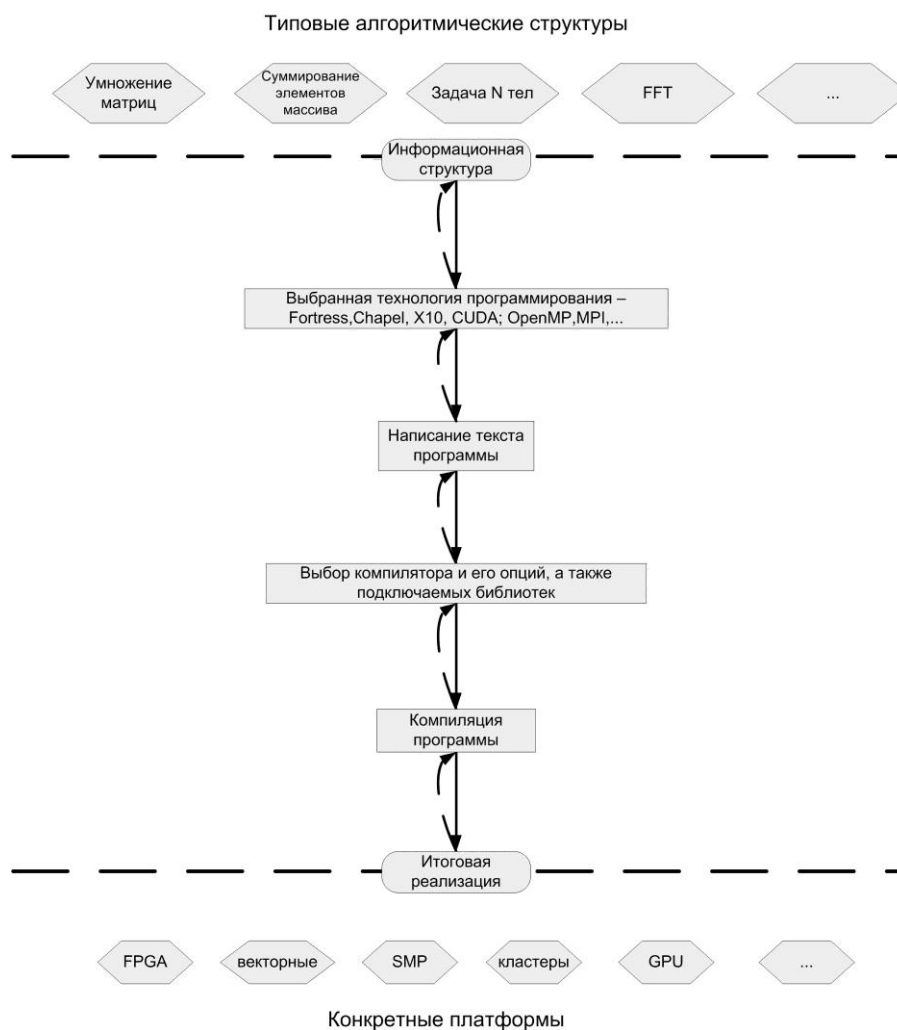 Типовые алгоритмические структуры
Умножение
матриц
Суммирование
элементов
массива
Задача N тел
FFT
...
Информационная
структура
Выбранная технология программирования –
Fortress,Chapel, X10, CUDA; OpenMP,MPI,...
Написание текста
программы
Выбор компилятора и его опций, а также
подключаемых библиотек
Компиляция
программы
Итоговая
реализация
FPGA
векторные
SMP
кластеры
GPU
...
Конкретные платформы